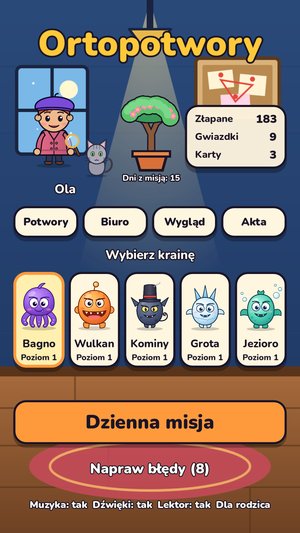 Ortopotwory
Złapane 183
Gwiazdki 9
Karty 3
Dni z misją: 15
Ola
Potwory Biuro Wygląd Akta
Wybierz krainę
Bagno Wulkan Kominy Grota Jezioro
Poziom 1 Poziom 1 Poziom 1 Poziom 1 Poziom 1
Dzienna misja
Napraw błędy (8)
Muzyka: tak Dźwięki: tak Lektor: tak Dla rodzica